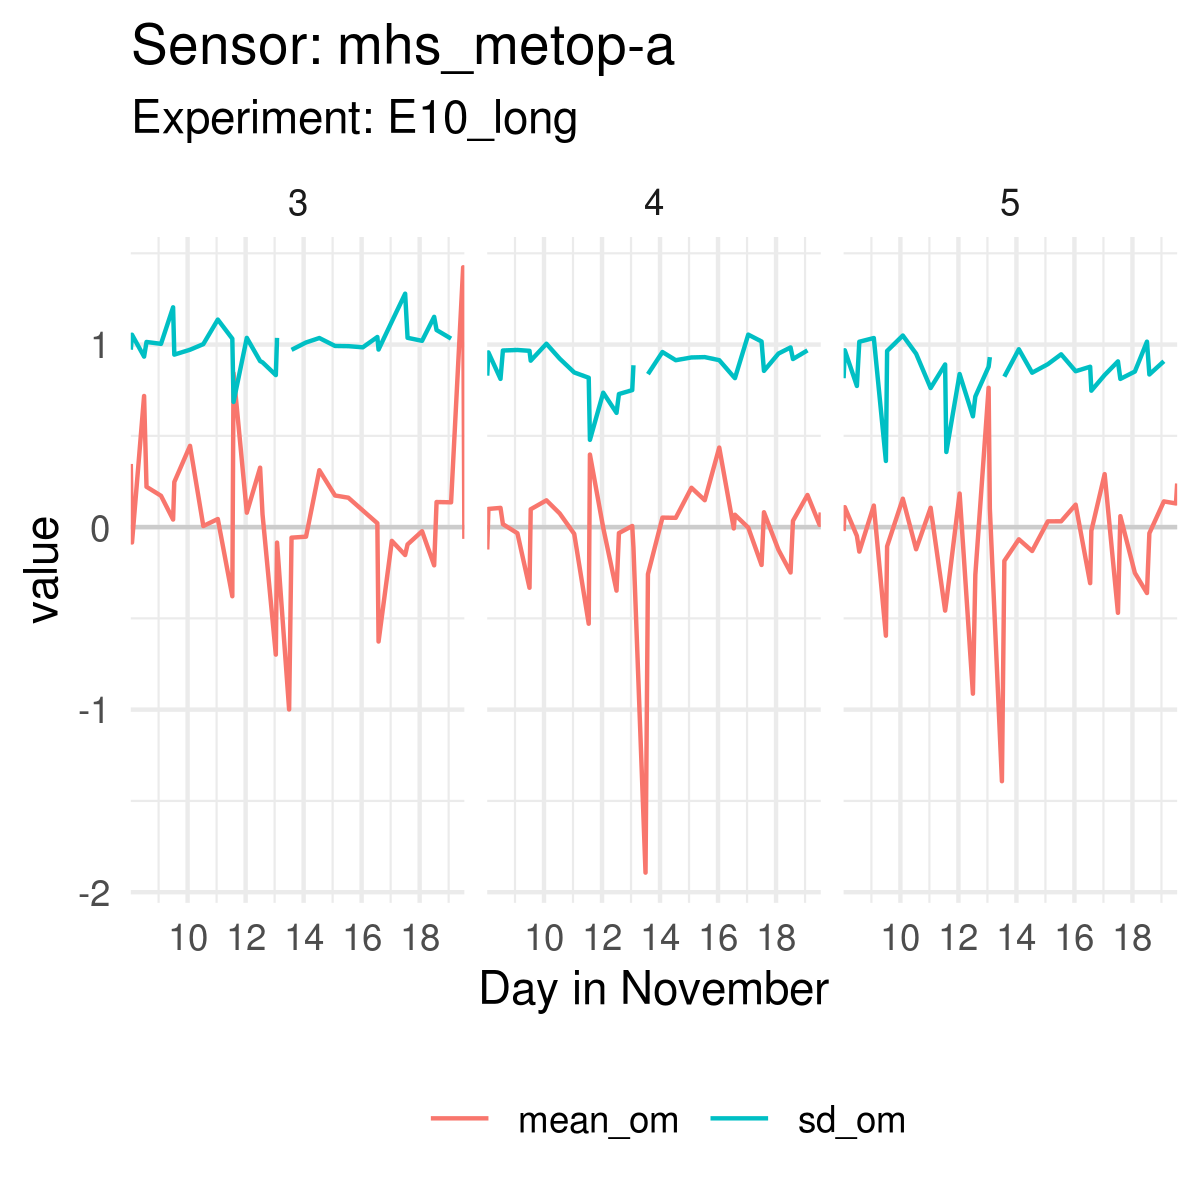 Sensor: mhs_metop-a
Experiment: E10_long
3 4 5
value
1
0
-1
-2
10 12 14 16 18 10 12 14 16 18 10 12 14 16 18
Day in November
mean_om sd_om